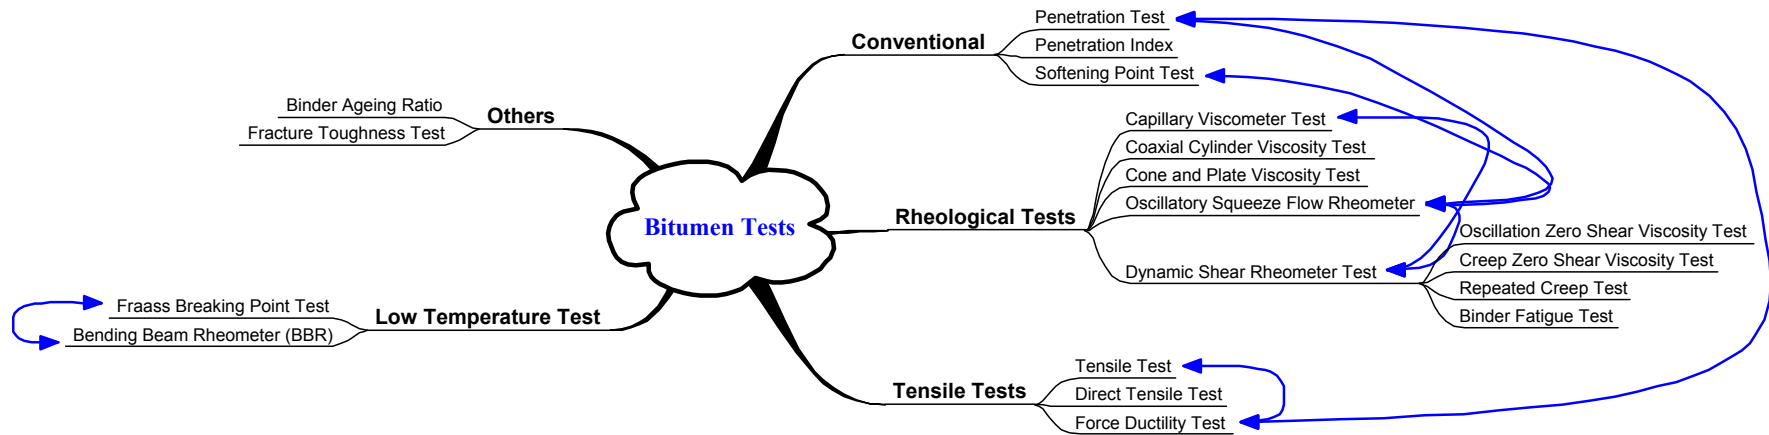 Bitumen Tests
Conventional
Penetration Test
Penetration Index
Softening Point Test
Rheological Tests
Capillary Viscometer Test
Coaxial Cylinder Viscosity Test
Cone and Plate Viscosity Test
Oscillatory Squeeze Flow Rheometer
Dynamic Shear Rheometer Test
Oscillation Zero Shear Viscosity Test
Creep Zero Shear Viscosity Test
Repeated Creep Test
Binder Fatigue Test
Tensile Tests
Tensile Test
Direct Tensile Test
Force Ductility Test
Low Temperature Test
Fraass Breaking Point Test
Bending Beam Rheometer (BBR)
Others
Binder Ageing Ratio
Fracture Toughness Test